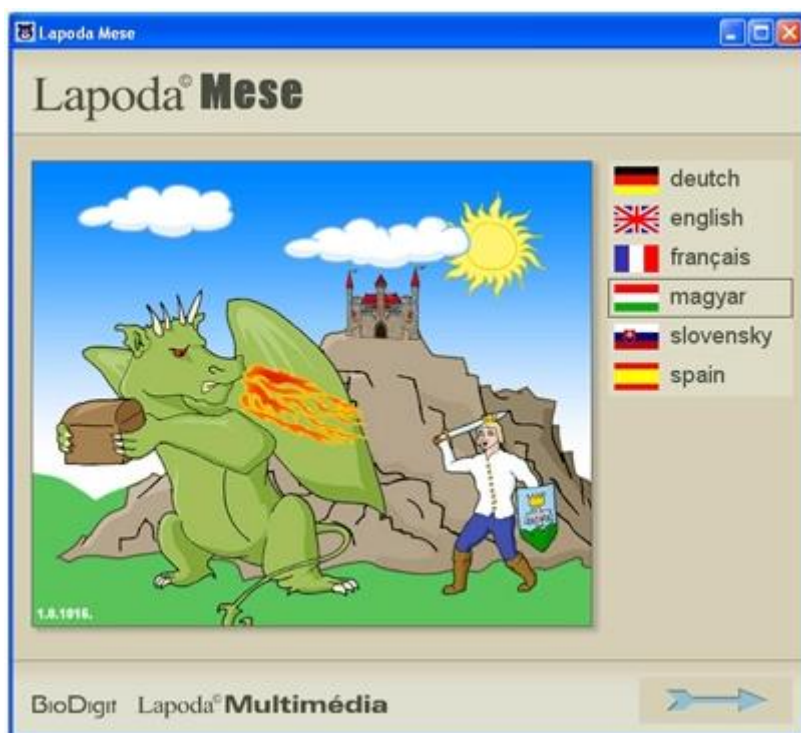 Lapoda Mese
Lapoda© Mese
deutch
english
français
magyar
slovensky
spain
1.0.1016.
BioDigit Lapoda© Multimédia